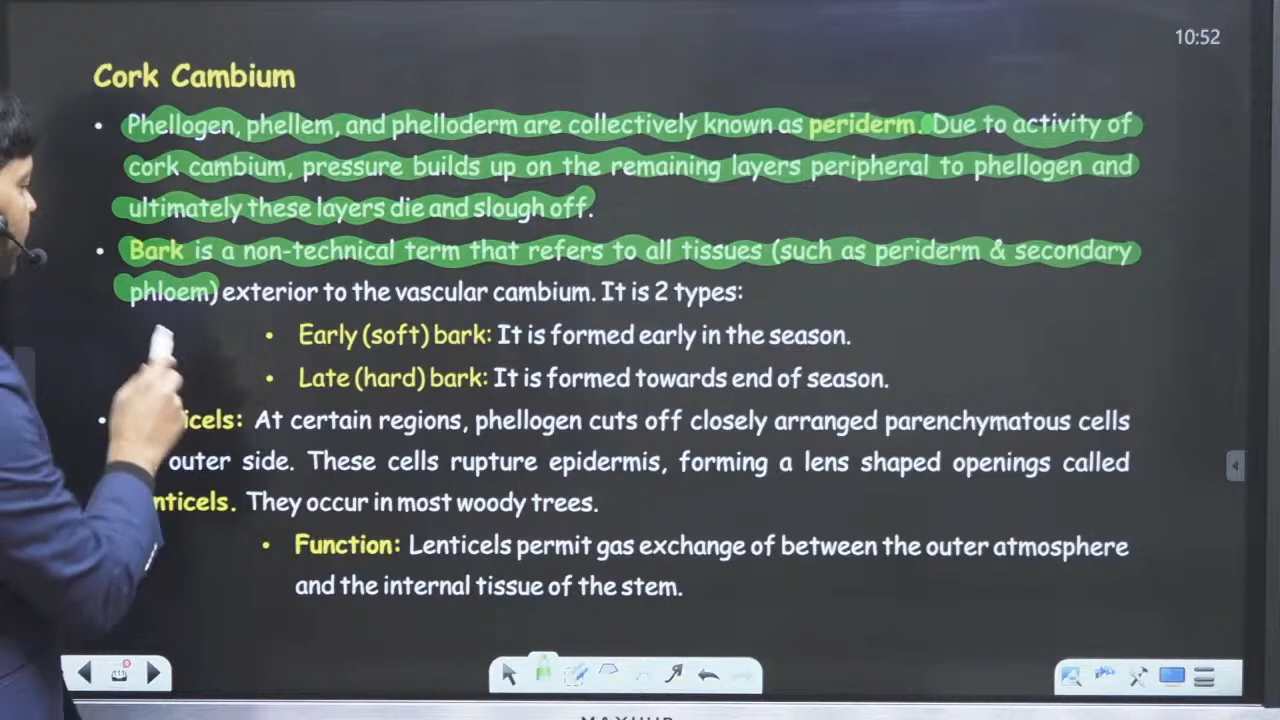 10:52
Cork Cambium
• Phellogen, phellem, and phelloderm are collectively known as periderm. Due to activity of
cork cambium, pressure builds up on the remaining layers peripheral to phellogen and
ultimately these layers die and slough off.
• Bark is a non-technical term that refers to all tissues (such as periderm & secondary
phloem) exterior to the vascular cambium. It is 2 types:
• Early (soft) bark: It is formed early in the season.
• Late (hard) bark: It is formed towards end of season.
• icels: At certain regions, phellogen cuts off closely arranged parenchymatous cells
outer side. These cells rupture epidermis, forming a lens shaped openings called
nticels. They occur in most woody trees.
• Function: Lenticels permit gas exchange of between the outer atmosphere
and the internal tissue of the stem.